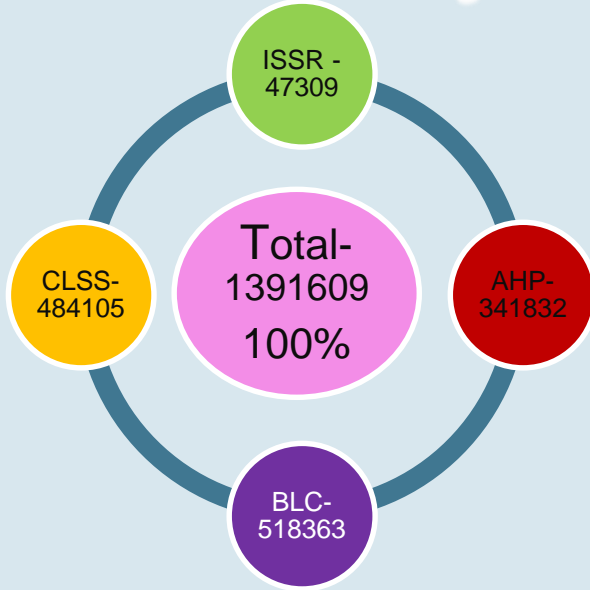 ISSR -
47309
Total-
1391609
100%
CLSS-
484105
AHP-
341832
BLC-
518363